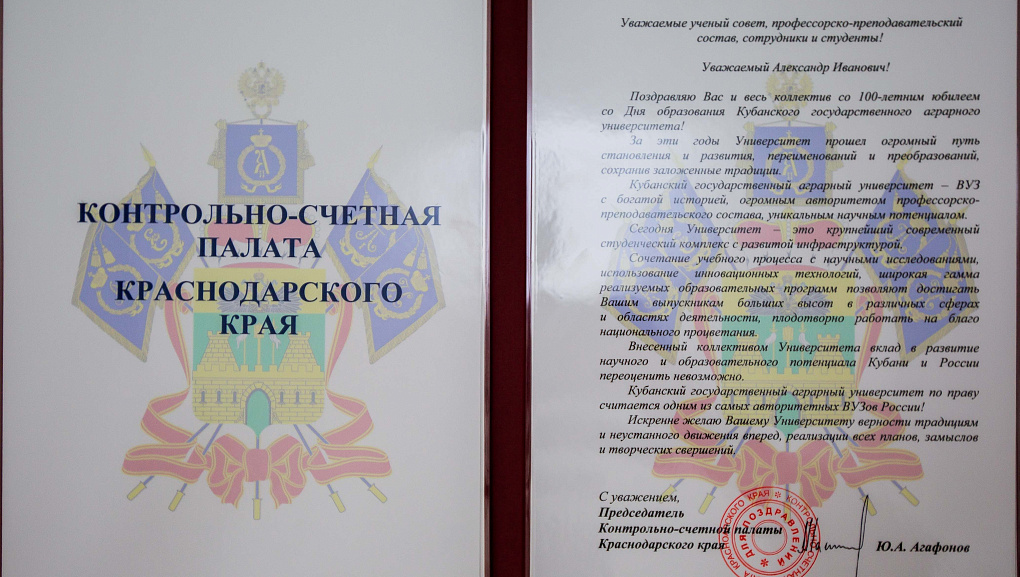 КОНТРОЛЬНО-СЧЕТНАЯ
ПАЛАТА
КРАСНОДАРСКОГО
КРАЯ
Уважаемые ученый совет, профессорско-преподавательский
состав, сотрудники и студенты!
Уважаемый Александр Иванович!
Поздравляю Вас и весь коллектив со 100-летним юбилеем
со Дня образования Кубанского государственного аграрного
университета!
За эти годы Университет прошел огромный путь
становления и развития, переименований и преобразований,
сохранив заложенные традиции.
Кубанский государственный аграрный университет – ВУЗ
с богатой историей, огромным авторитетом профессорско-
преподавательского состава, уникальным научным потенциалом.
Сегодня Университет – это крупнейший современный
студенческий комплекс с развитой инфраструктурой.
Сочетание учебного процесса с научными исследованиями,
использование инновационных технологий, широкая гамма
реализуемых образовательных программ позволяют достигать
Вашим выпускникам больших высот в различных сферах
и областях деятельности, плодотворно работать на благо
национального процветания.
Внесенный коллективом Университета вклад в развитие
научного и образовательного потенциала Кубани и России
переоценить невозможно.
Кубанский государственный аграрный университет по праву
считается одним из самых авторитетных ВУЗов России!
Искренне желаю Вашему Университету верности традициям
и неустанного движения вперед, реализации всех планов, замыслов
и творческих свершений.
С уважением,
Председатель
Контрольно-счетной палаты
Краснодарского края
Ю.А. Агафонов
ДЛЯ ПОЗДРАВЛЕНИЙ
КРАСНОДАРСКОГО КРАЯ